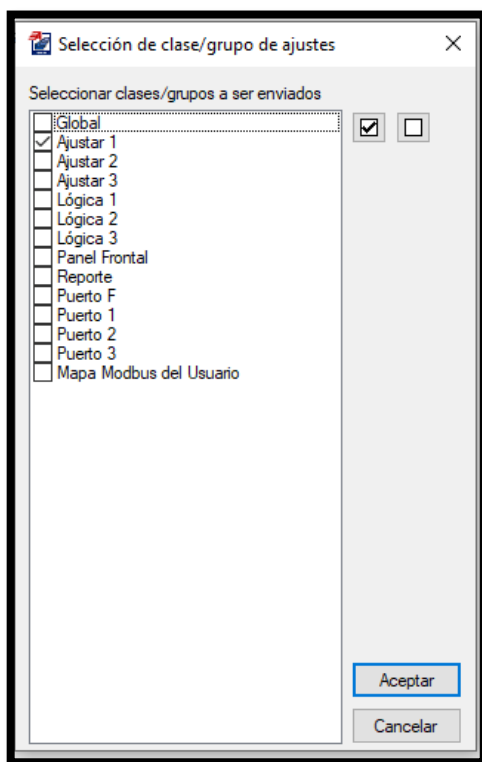 Selección de clase/grupo de ajustes
Seleccionar clases/grupos a ser enviados
Global
Ajustar 1
Ajustar 2
Ajustar 3
Lógica 1
Lógica 2
Lógica 3
Panel Frontal
Reporte
Puerto F
Puerto 1
Puerto 2
Puerto 3
Mapa Modbus del Usuario
Aceptar
Cancelar